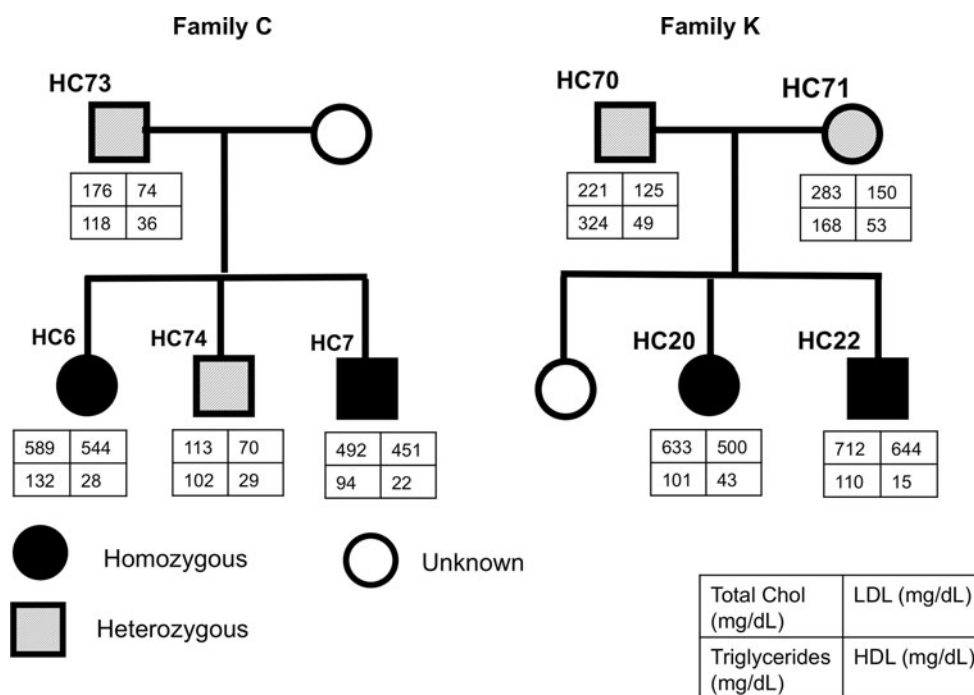 Family C
Family K
HC73
HC70
HC71
176 74
118 36
221 125
324 49
283 150
168 53
HC6
HC74
HC7
HC20
HC22
589 544
132 28
113 70
102 29
492 451
94 22
633 500
101 43
712 644
110 15
Homozygous
Unknown
Heterozygous
Total Chol
(mg/dL)
LDL (mg/dL)
Triglycerides
(mg/dL)
HDL (mg/dL)